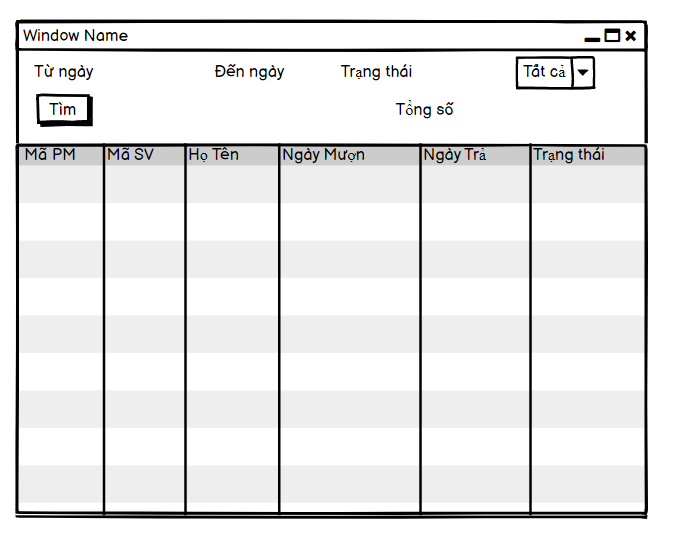 Window Name
Từ ngày Đến ngày Trạng thái Tất cả
Tìm Tổng số
Mã PM Mã SV Họ Tên Ngày Mượn Ngày Trả Trạng thái